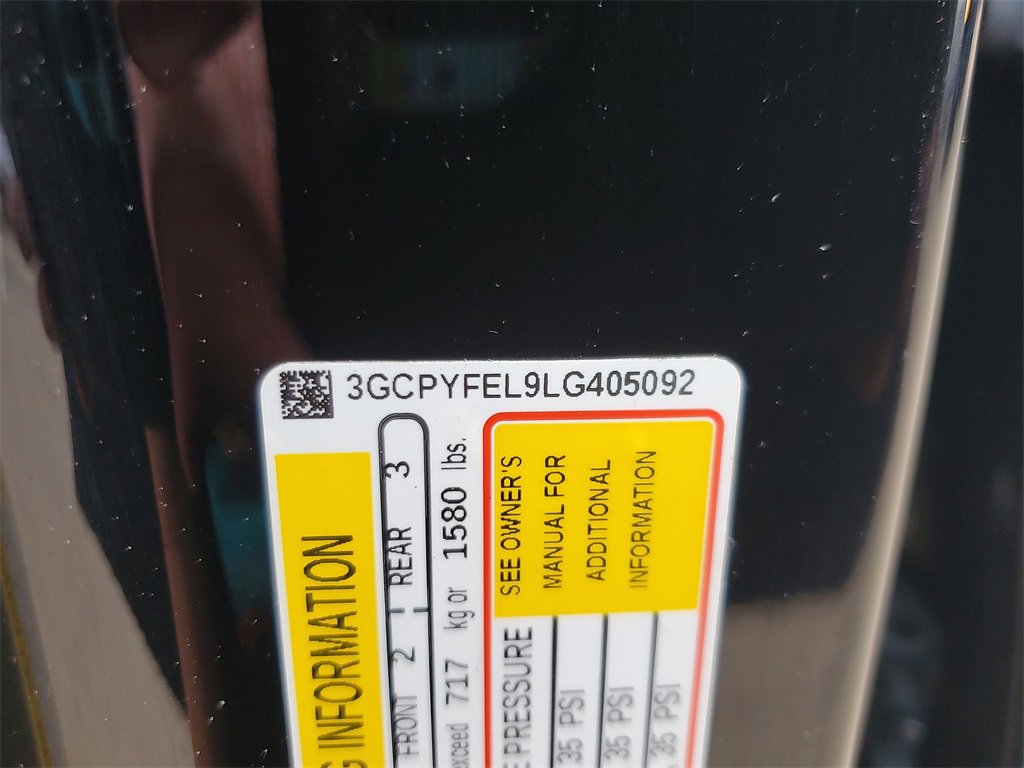 3GCPYFEL9LG405092
G INFORMATION
FRONT 2 REAR 3
exceed 717 kg or 1580 lbs.
E PRESSURE
SEE OWNER'S
MANUAL FOR
ADDITIONAL
INFORMATION
35 PSI
35 PSI
35 PSI